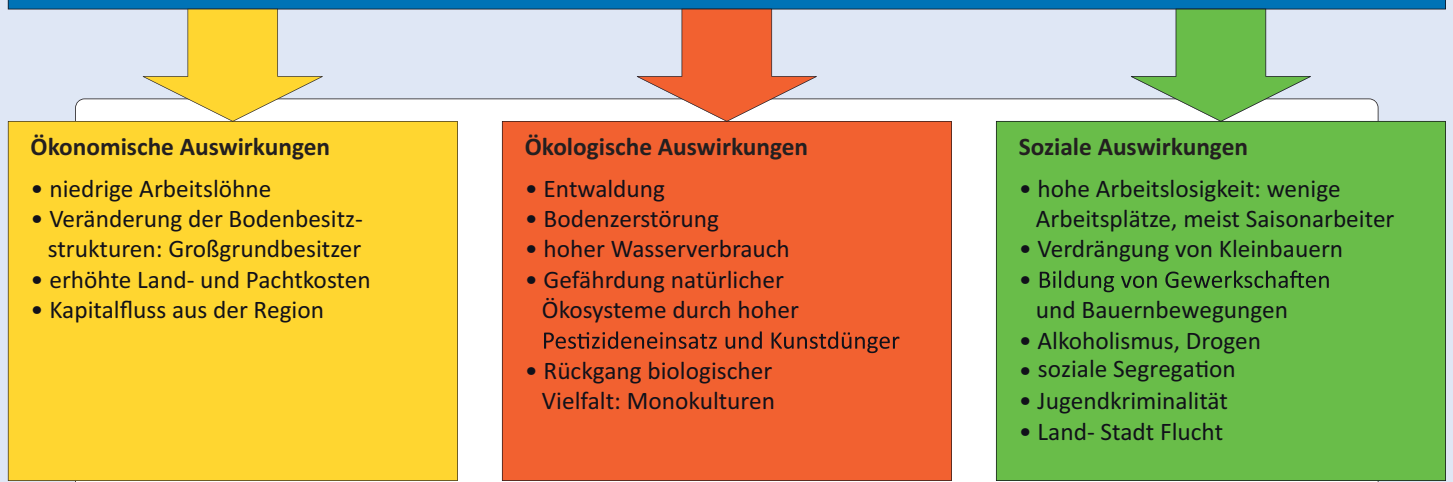 Ökonomische Auswirkungen
• niedrige Arbeitslöhne
• Veränderung der Bodenbesitz-
strukturen: Großgrundbesitzer
• erhöhte Land- und Pachtkosten
• Kapitalfluss aus der Region
Ökologische Auswirkungen
• Entwaldung
• Bodenzerstörung
• hoher Wasserverbrauch
• Gefährdung natürlicher
Ökosysteme durch hoher
Pestizideneinsatz und Kunstdünger
• Rückgang biologischer
Vielfalt: Monokulturen
Soziale Auswirkungen
• hohe Arbeitslosigkeit: wenige
Arbeitsplätze, meist Saisonarbeiter
• Verdrängung von Kleinbauern
• Bildung von Gewerkschaften
und Bauernbewegungen
• Alkoholismus, Drogen
• soziale Segregation
• Jugendkriminalität
• Land- Stadt Flucht